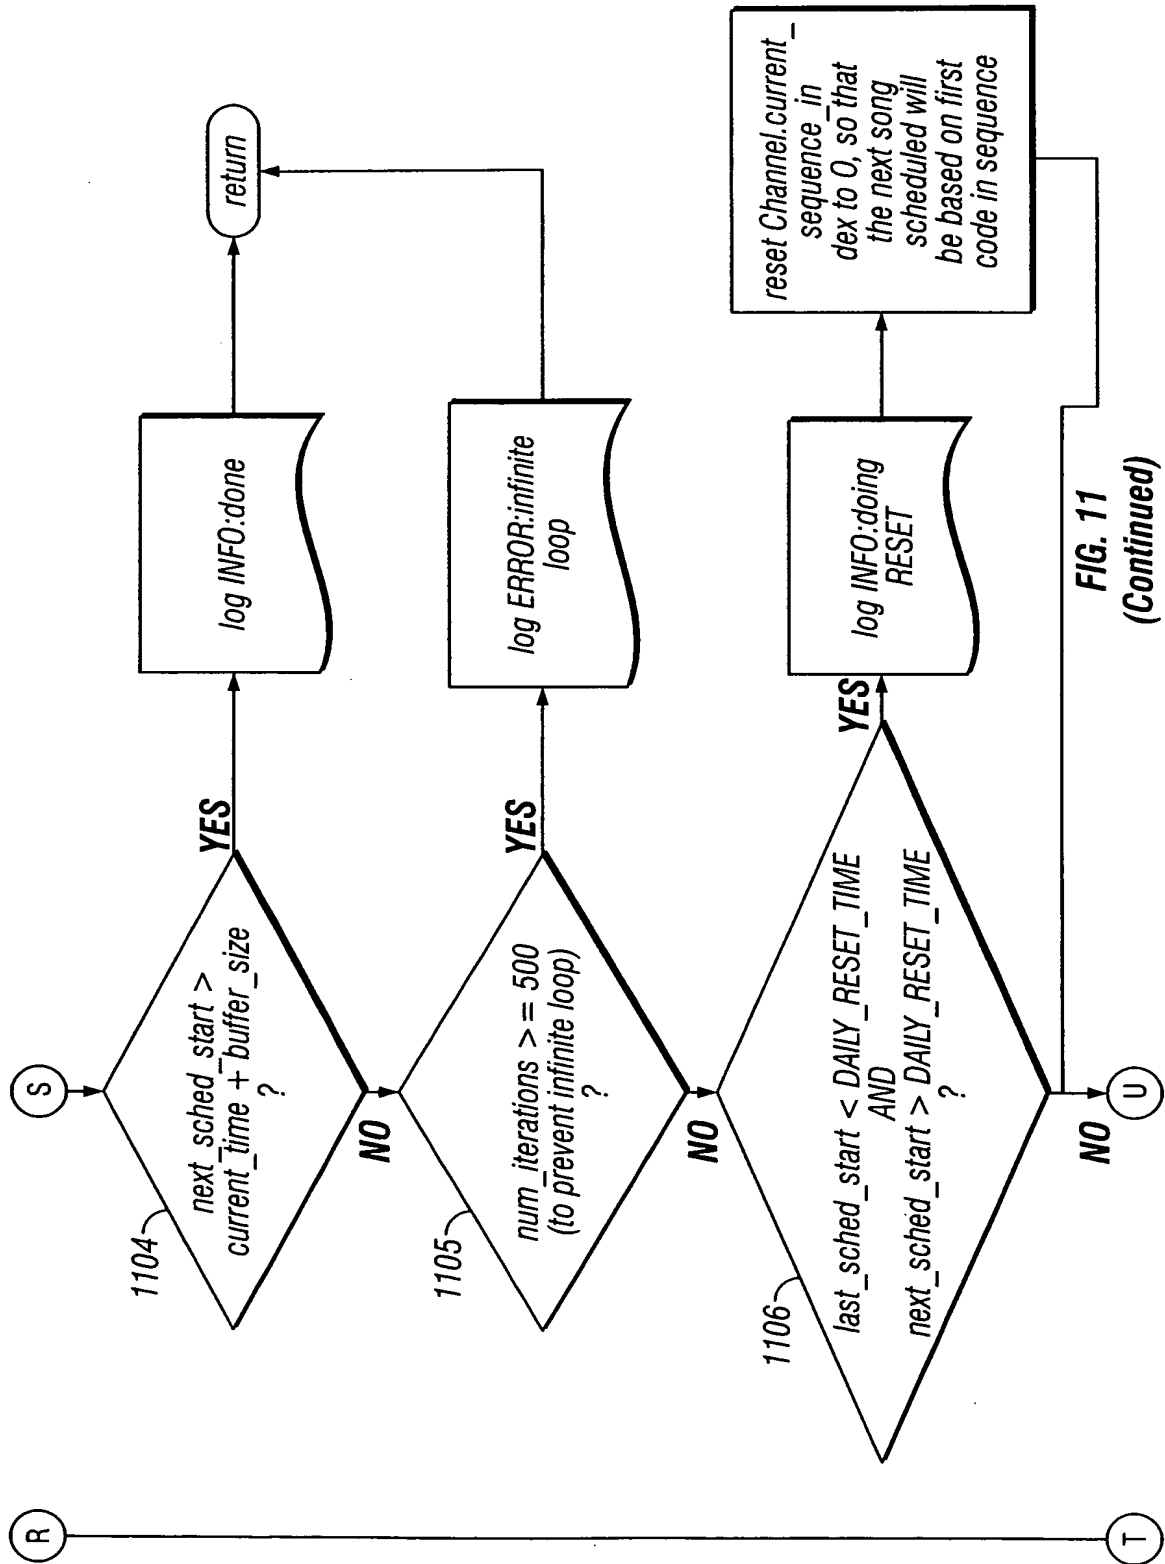 R
S
1104
next_sched_start >
current_time + buffer_size
?
YES
log INFO:done
return
NO
1105
num_iterations >= 500
(to prevent infinite loop)
?
YES
log ERROR:infinite
loop
NO
1106
last_sched_start < DAILY_RESET_TIME
AND
next_sched_start > DAILY_RESET_TIME
?
YES
log INFO:doing
RESET
reset Channel.current_
sequence_in
dex to 0, so that
the next song
scheduled will
be based on first
code in sequence
NO
T
U
FIG. 11
(Continued)